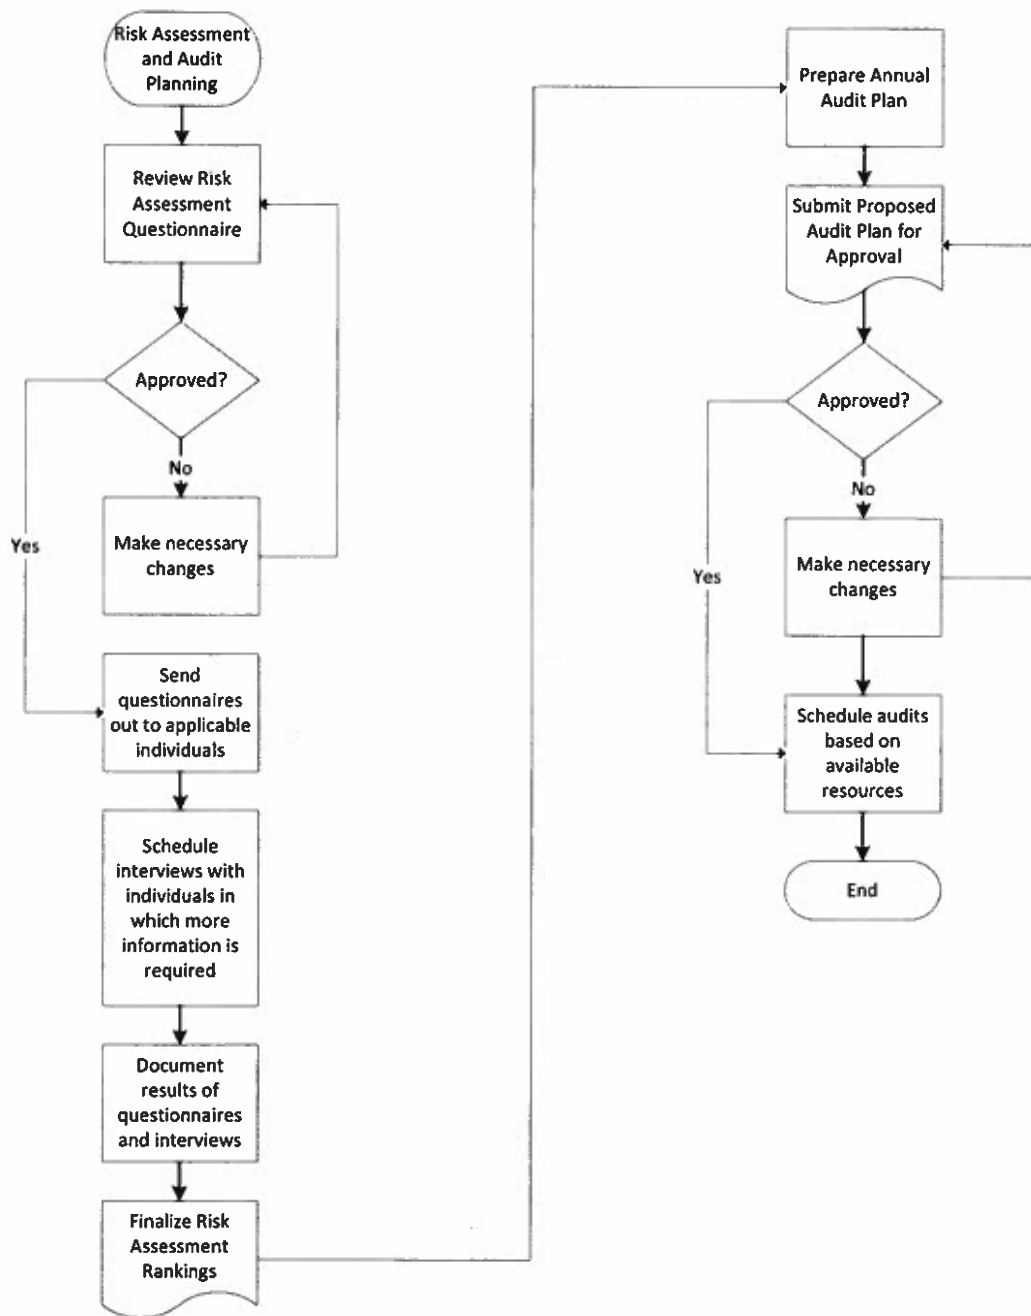 Risk Assessment
and Audit
Planning
Review Risk
Assessment
Questionnaire
Approved?
No
Yes
Make necessary
changes
Send
questionnaires
out to applicable
individuals
Schedule
interviews with
individuals in
which more
information is
required
Document
results of
questionnaires
and interviews
Finalize Risk
Assessment
Rankings
Prepare Annual
Audit Plan
Submit Proposed
Audit Plan for
Approval
Approved?
No
Yes
Make necessary
changes
Schedule audits
based on
available
resources
End